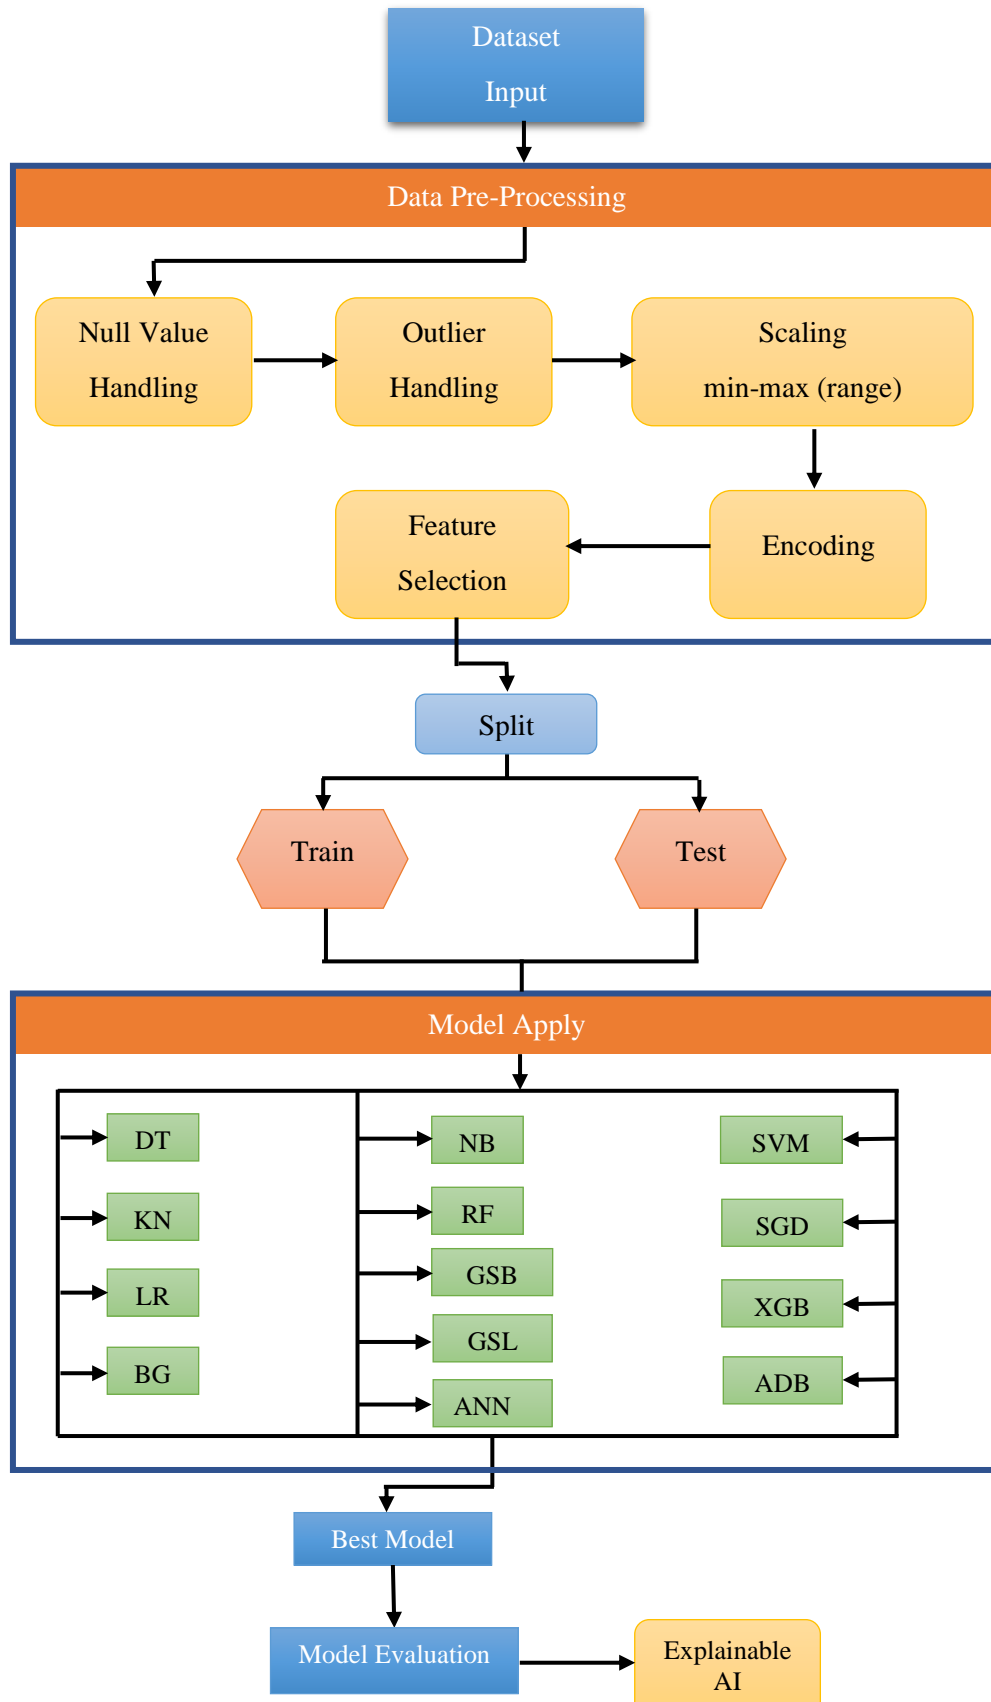 Dataset
Input
Data Pre-Processing
Null Value
Handling
Outlier
Handling
Scaling
min-max (range)
Feature
Selection
Encoding
Split
Train
Test
Model Apply
DT
KN
LR
BG
NB
RF
GSB
GSL
ANN
SVM
SGD
XGB
ADB
Best Model
Model Evaluation
Explainable
AI